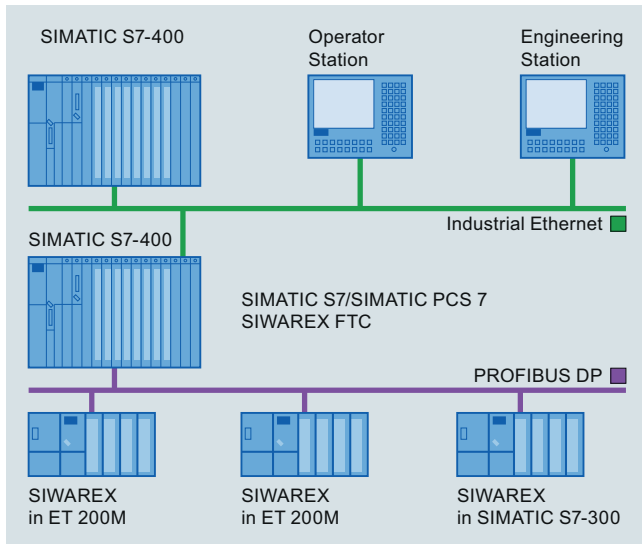 SIMATIC S7-400
Operator
Station
Engineering
Station
Industrial Ethernet
SIMATIC S7-400
SIMATIC S7/SIMATIC PCS 7
SIWAREX FTC
PROFIBUS DP
SIWAREX
in ET 200M
SIWAREX
in ET 200M
SIWAREX
in SIMATIC S7-300